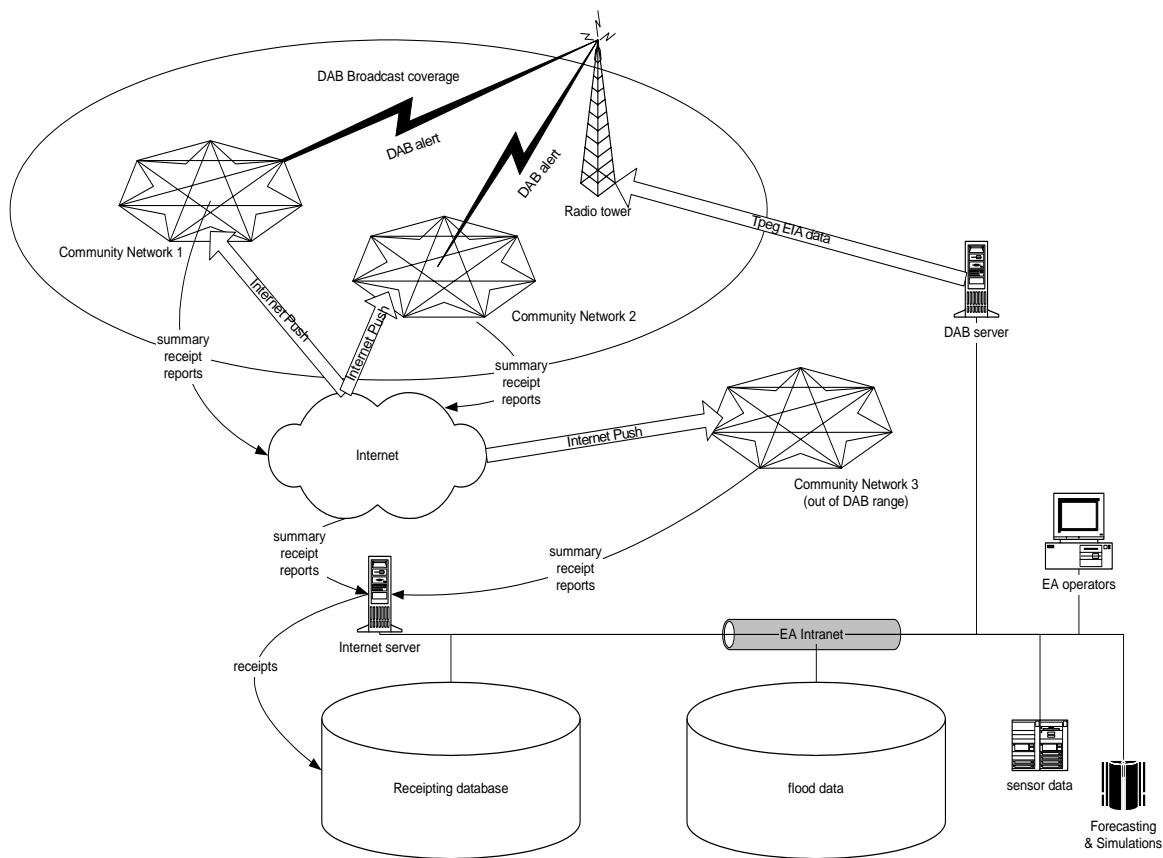 DAB Broadcast coverage
DAB alert
DAB alert
Radio tower
Tpeg EIA data
Community Network 1
Community Network 2
DAB server
Internet Push
Internet Push
summary
receipt
reports
summary
receipt
reports
Internet
Internet Push
Community Network 3
(out of DAB range)
summary
receipt
reports
summary
receipt
reports
EA operators
Internet server
EA Intranet
receipts
Receipting database
flood data
sensor data
Forecasting
& Simulations